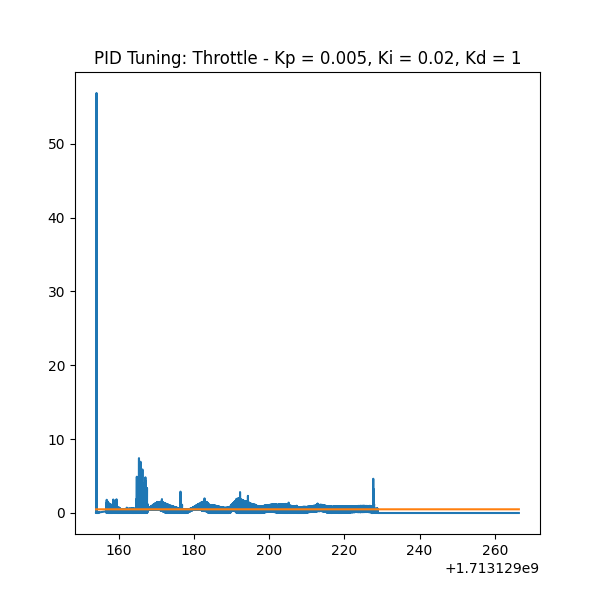 PID Tuning: Throttle - Kp = 0.005, Ki = 0.02, Kd = 1
50
40
30
20
10
0
160 180 200 220 240 260
+1.713129e9